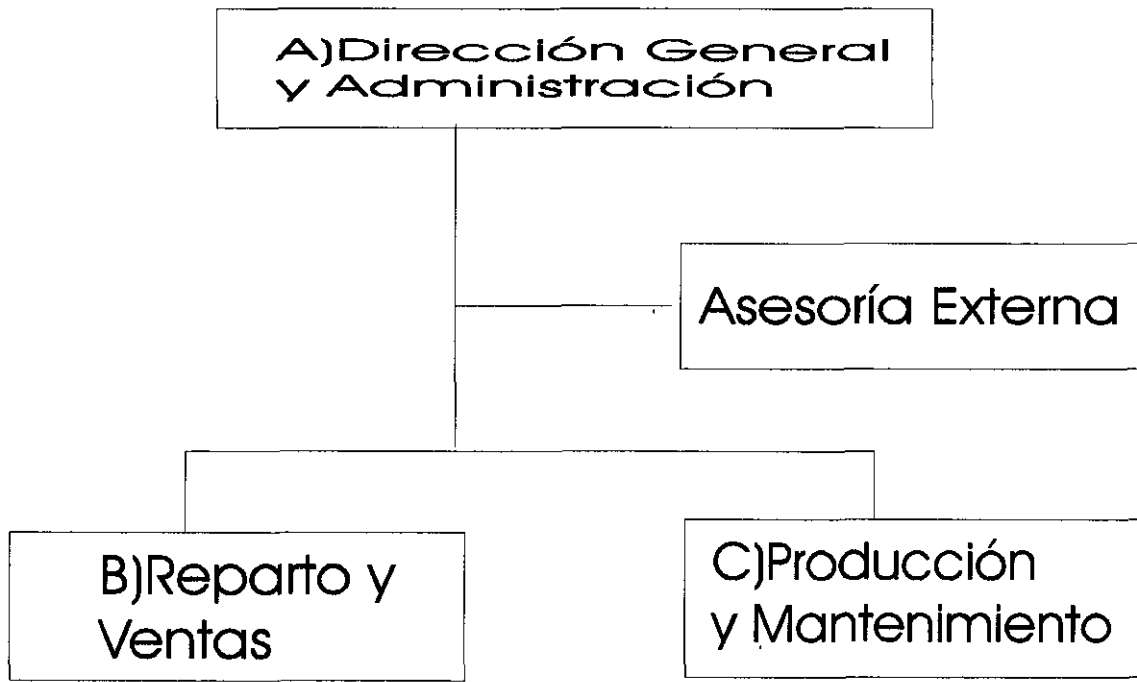 A)Dirección General
y Administración
Asesoría Externa
B)Reparto y
Ventas
C)Producción
y Mantenimiento